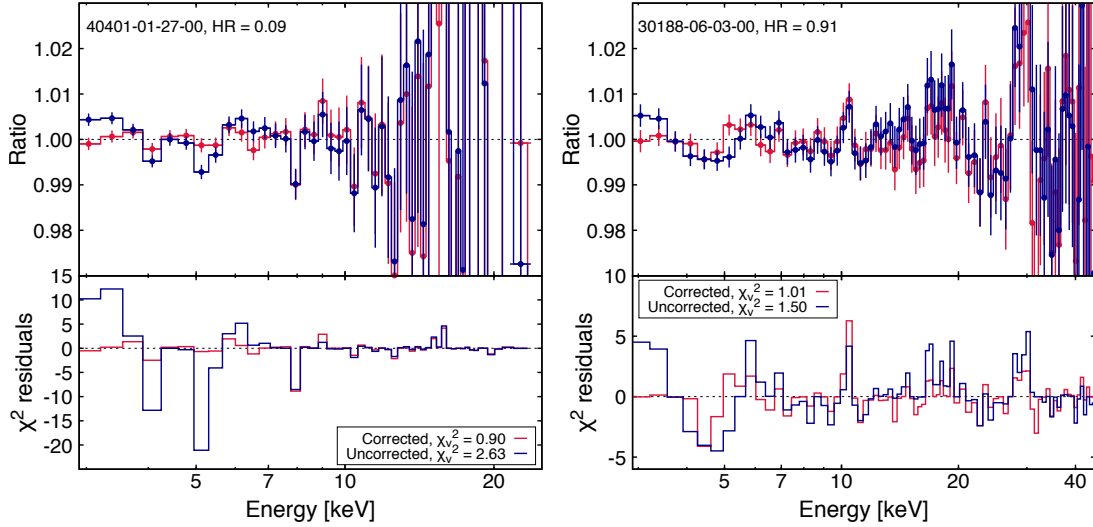 40401-01-27-00, HR = 0.09
1.02
1.01
1.00
0.99
0.98
Ratio
15
10
5
0
-5
-10
-15
-20
χ² residuals
Corrected, χᵥ² = 0.90
Uncorrected, χᵥ² = 2.63
5
10
20
Energy [keV]
30188-06-03-00, HR = 0.91
1.02
1.01
1.00
0.99
0.98
Ratio
10
5
0
-5
χ² residuals
Corrected, χᵥ² = 1.01
Uncorrected, χᵥ² = 1.50
5
10
20
30
40
Energy [keV]